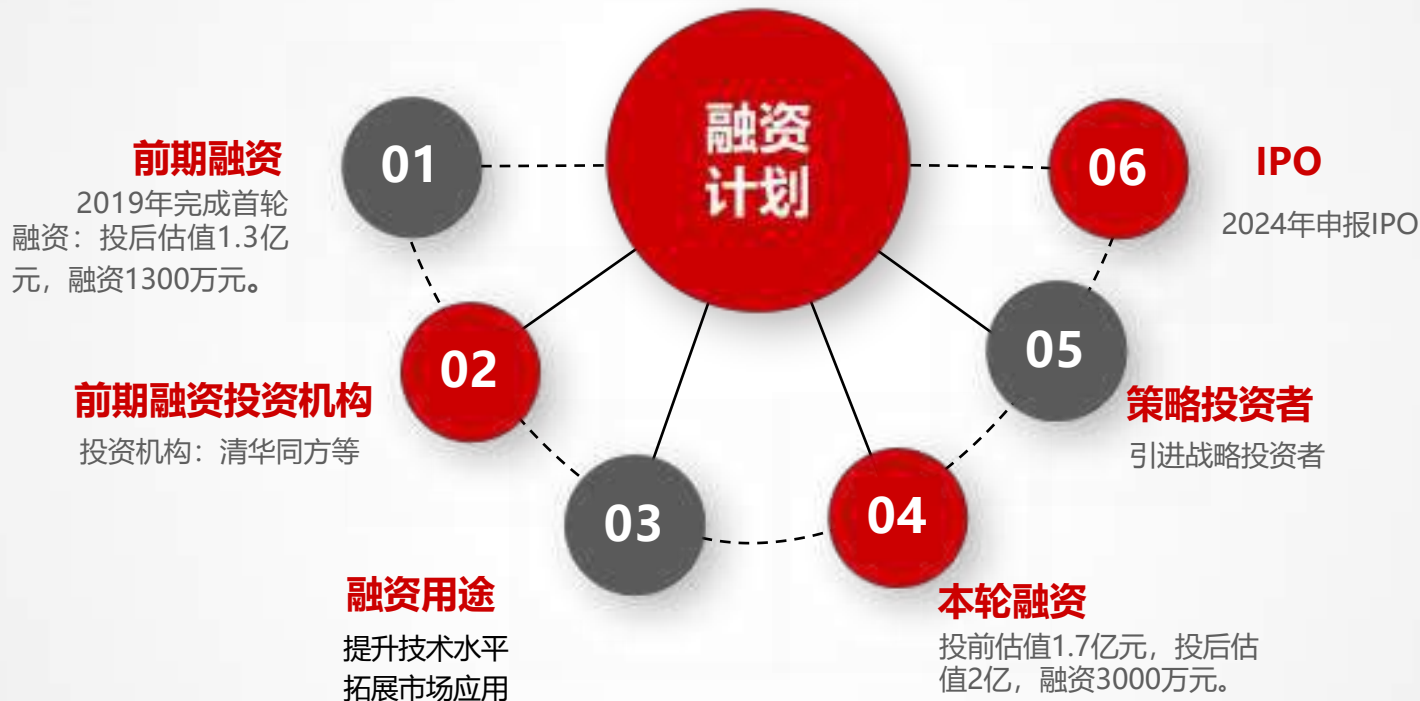 融资
计划
01
前期融资
2019年完成首轮
融资：投后估值1.3亿
元，融资1300万元。
02
前期融资投资机构
投资机构：清华同方等
03
融资用途
提升技术水平
拓展市场应用
04
本轮融资
投前估值1.7亿元，投后估
值2亿，融资3000万元。
05
策略投资者
引进战略投资者
06
IPO
2024年申报IPO